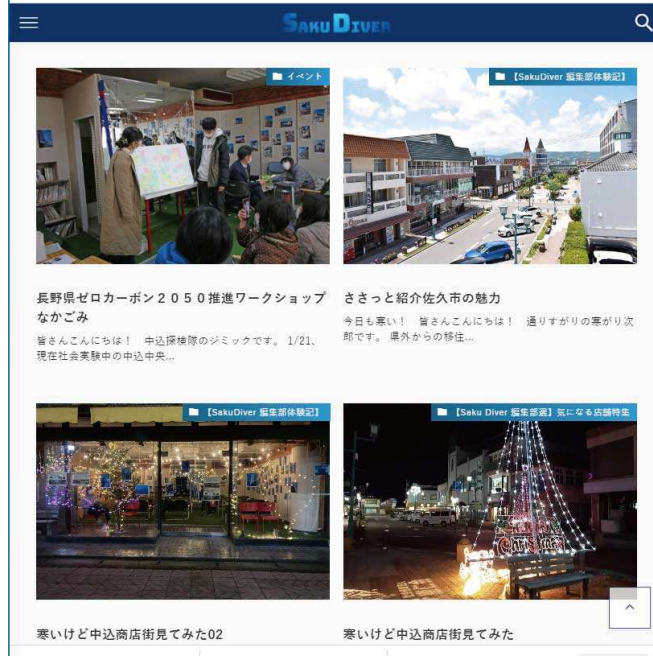 SAKU DIVER
イベント
【SakuDiver 編集部体験記】
長野県ゼロカーボン2050推進ワークショップ
なかごみ
皆さんこんにちは！　中込探検隊のジミックです。 1/21、
現在社会実験中の中込中央...
ささっと紹介佐久市の魅力
今日も寒い！　皆さんこんにちは！　通りすがりの寒がり次
郎です。 県外からの移住...
【SakuDiver 編集部体験記】
【Saku Diver 編集部選】気になる店舗特集
寒いけど中込商店街見てみた02
寒いけど中込商店街見てみた